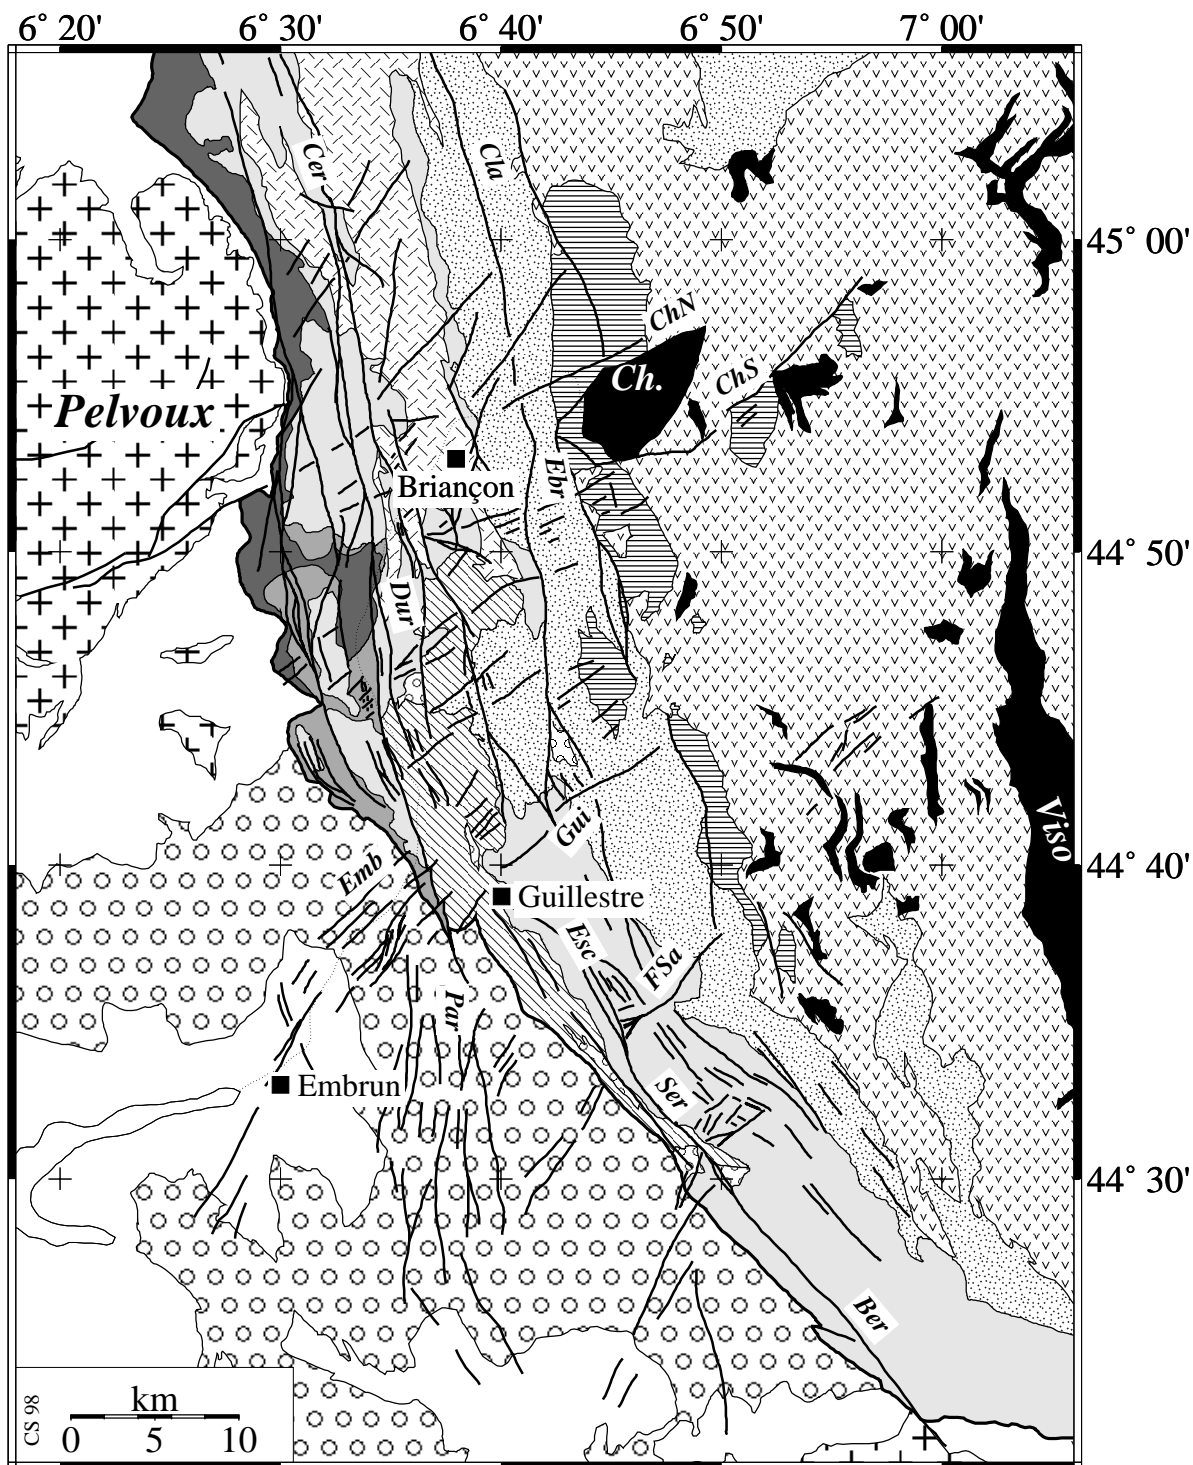 6° 20' 6° 30' 6° 40' 6° 50' 7° 00'
Cer
Cla
45° 00'
ChN
Ch.
ChS
Pelvoux
Briançon
Ebr
44° 50'
Dur
Viso
Gui
44° 40'
Emb
Guillestre
Esc
FSa
Par
Embrun
Ser
44° 30'
Ber
CS 98
km
0 5 10